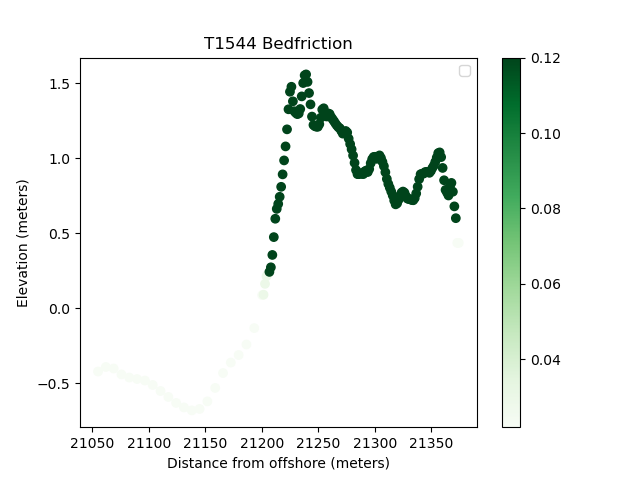 T1544 Bedfriction
Elevation (meters)
1.5
1.0
0.5
0.0
−0.5
21050 21100 21150 21200 21250 21300 21350
Distance from offshore (meters)
0.12
0.10
0.08
0.06
0.04